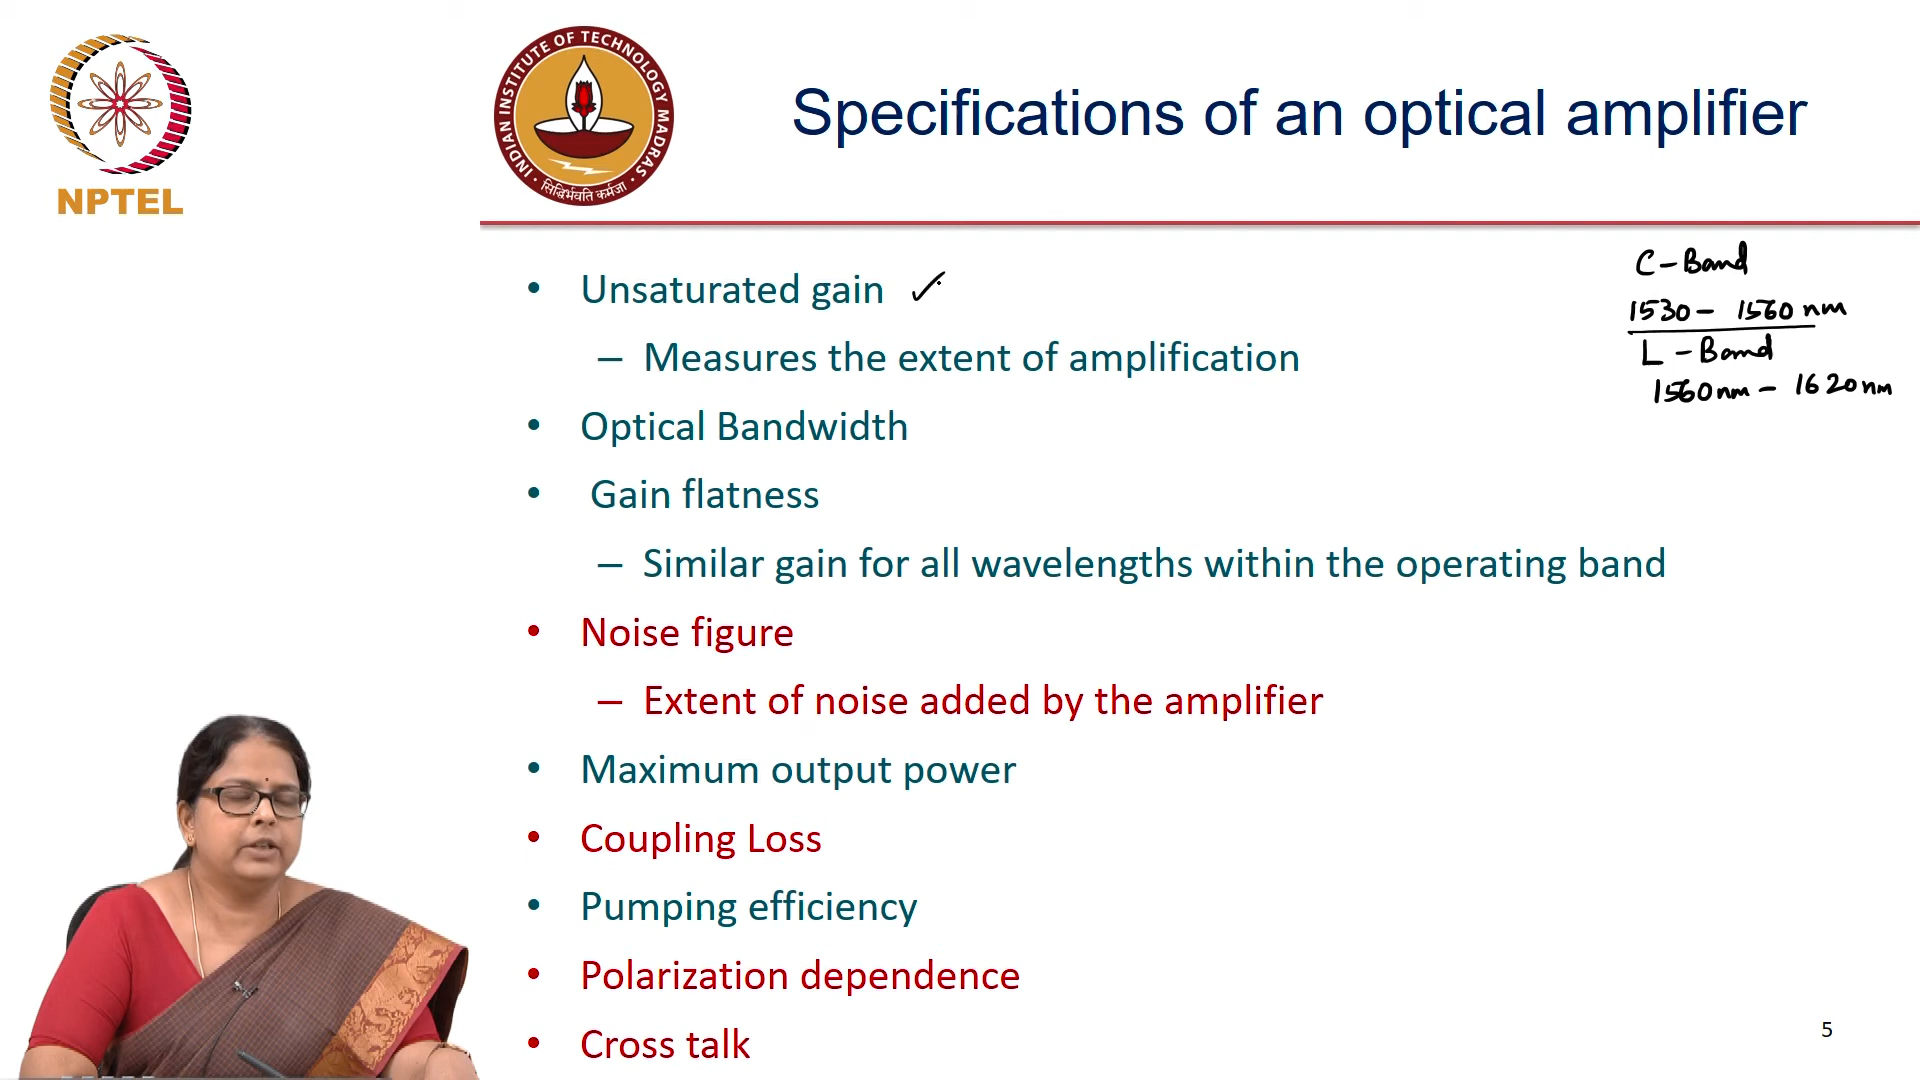 NPTEL
INDIAN INSTITUTE OF TECHNOLOGY MADRAS
सिद्धिर्भवति कर्मजा
Specifications of an optical amplifier
C-Band
1530 - 1560 nm
L-Band
1560nm - 1620nm
• Unsaturated gain ✓
– Measures the extent of amplification
• Optical Bandwidth
• Gain flatness
– Similar gain for all wavelengths within the operating band
• Noise figure
– Extent of noise added by the amplifier
• Maximum output power
• Coupling Loss
• Pumping efficiency
• Polarization dependence
• Cross talk
5